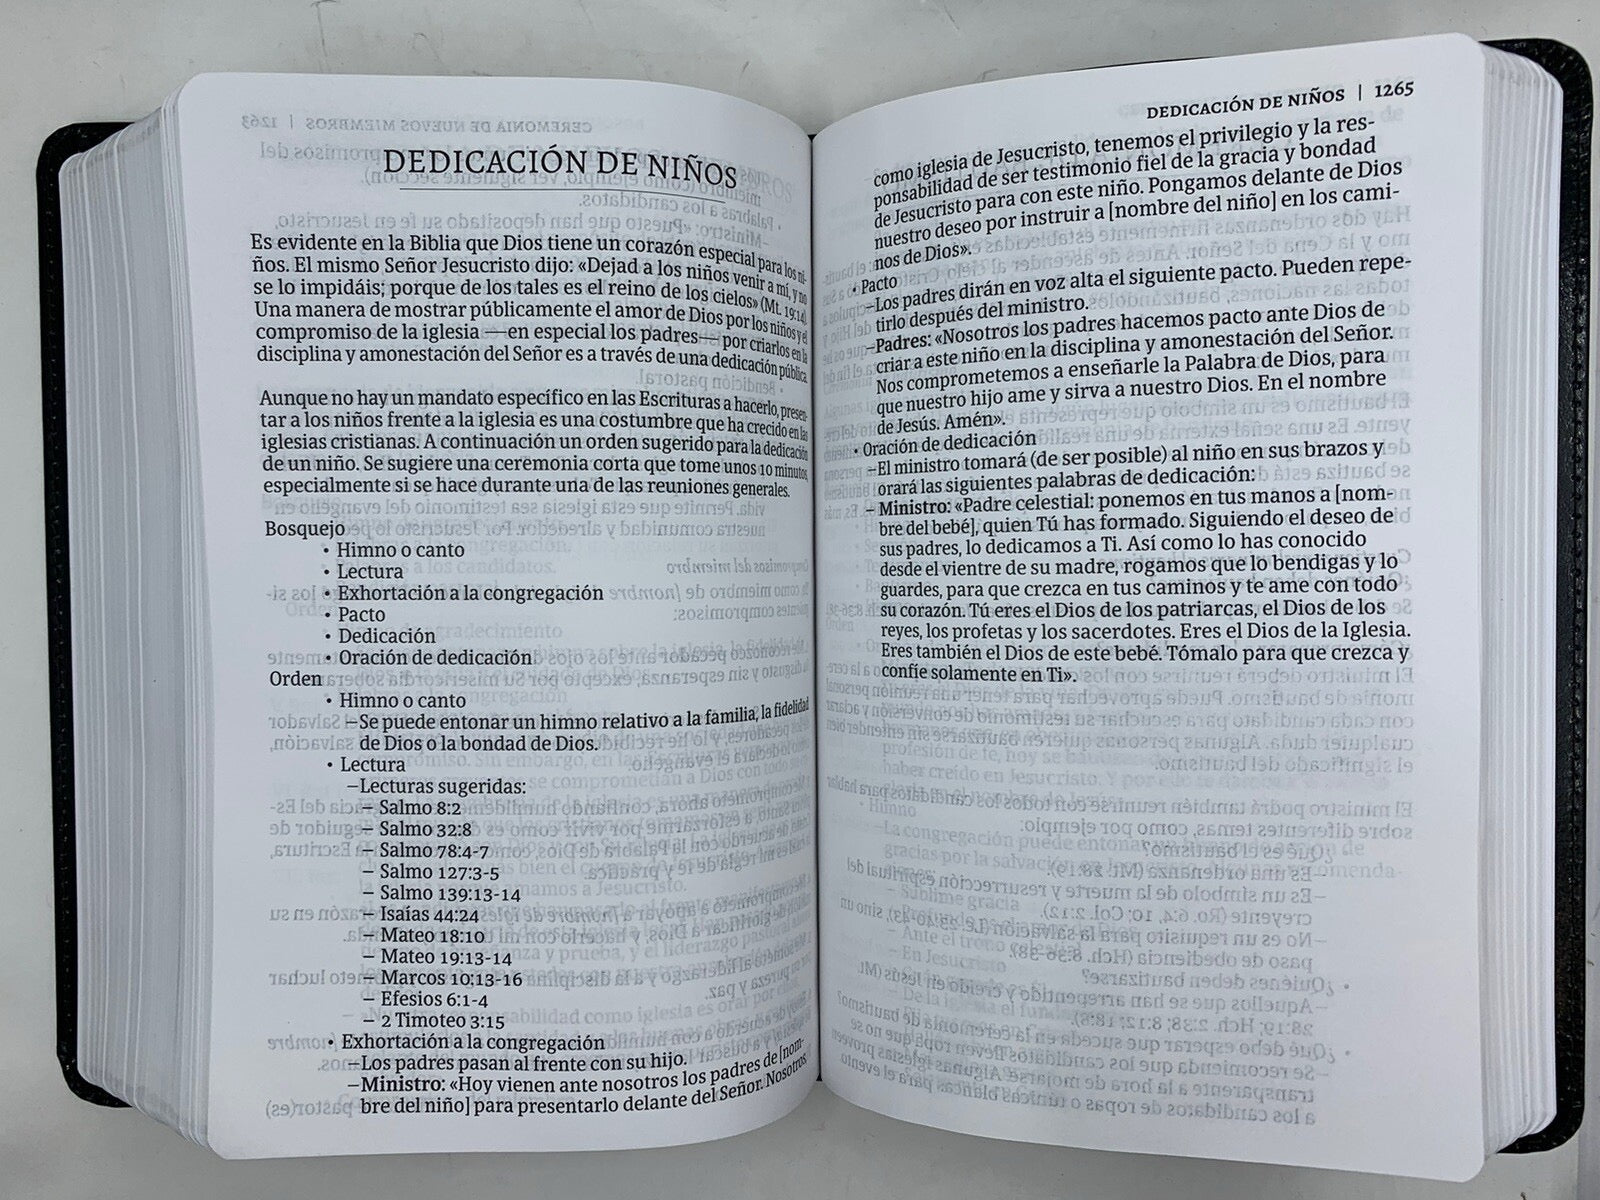 DEDICACIÓN DE NIÑOS
Es evidente en la Biblia que Dios tiene un corazón especial para los ni-
ños. El mismo Señor Jesucristo dijo: «Dejad a los niños venir a mí, y no
se lo impidáis; porque de los tales es el reino de los cielos» (Mt. 19:14).
Una manera de mostrar públicamente el amor de Dios por los niños y el
compromiso de la iglesia —en especial los padres— por criarlos en la
disciplina y amonestación del Señor es a través de una dedicación pública.
Aunque no hay un mandato específico en las Escrituras a hacerlo, presen-
tar a los niños frente a la iglesia es una costumbre que ha crecido en las
iglesias cristianas. A continuación un orden sugerido para la dedicación
de un niño. Se sugiere una ceremonia corta que tome unos 10 minutos,
especialmente si se hace durante una de las reuniones generales.
Bosquejo
• Himno o canto
• Lectura
• Exhortación a la congregación
• Pacto
• Dedicación
• Oración de dedicación
Orden
• Himno o canto
–Se puede entonar un himno relativo a la familia, la fidelidad
de Dios o la bondad de Dios.
• Lectura
–Lecturas sugeridas:
– Salmo 8:2
– Salmo 32:8
– Salmo 78:4-7
– Salmo 127:3-5
– Salmo 139:13-14
– Isaías 44:24
– Mateo 18:10
– Mateo 19:13-14
– Marcos 10:13-16
– Efesios 6:1-4
– 2 Timoteo 3:15
• Exhortación a la congregación
–Los padres pasan al frente con su hijo.
–Ministro: «Hoy vienen ante nosotros los padres de [nom-
bre del niño] para presentarlo delante del Señor. Nosotros
DEDICACIÓN DE NIÑOS | 1265
como iglesia de Jesucristo, tenemos el privilegio y la res-
ponsabilidad de ser testimonio fiel de la gracia y bondad
de Jesucristo para con este niño. Pongamos delante de Dios
nuestro deseo por instruir a [nombre del niño] en los cami-
nos de Dios».
• Pacto
–Los padres dirán en voz alta el siguiente pacto. Pueden repe-
tirlo después del ministro.
–Padres: «Nosotros los padres hacemos pacto ante Dios de
criar a este niño en la disciplina y amonestación del Señor.
Nos comprometemos a enseñarle la Palabra de Dios, para
que nuestro hijo ame y sirva a nuestro Dios. En el nombre
de Jesús. Amén».
• Oración de dedicación
–El ministro tomará (de ser posible) al niño en sus brazos y
orará las siguientes palabras de dedicación:
– Ministro: «Padre celestial: ponemos en tus manos a [nom-
bre del bebé], quien Tú has formado. Siguiendo el deseo de
sus padres, lo dedicamos a Ti. Así como lo has conocido
desde el vientre de su madre, rogamos que lo bendigas y lo
guardes, para que crezca en tus caminos y te ame con todo
su corazón. Tú eres el Dios de los patriarcas, el Dios de los
reyes, los profetas y los sacerdotes. Eres el Dios de la Iglesia.
Eres también el Dios de este bebé. Tómalo para que crezca y
confíe solamente en Ti».